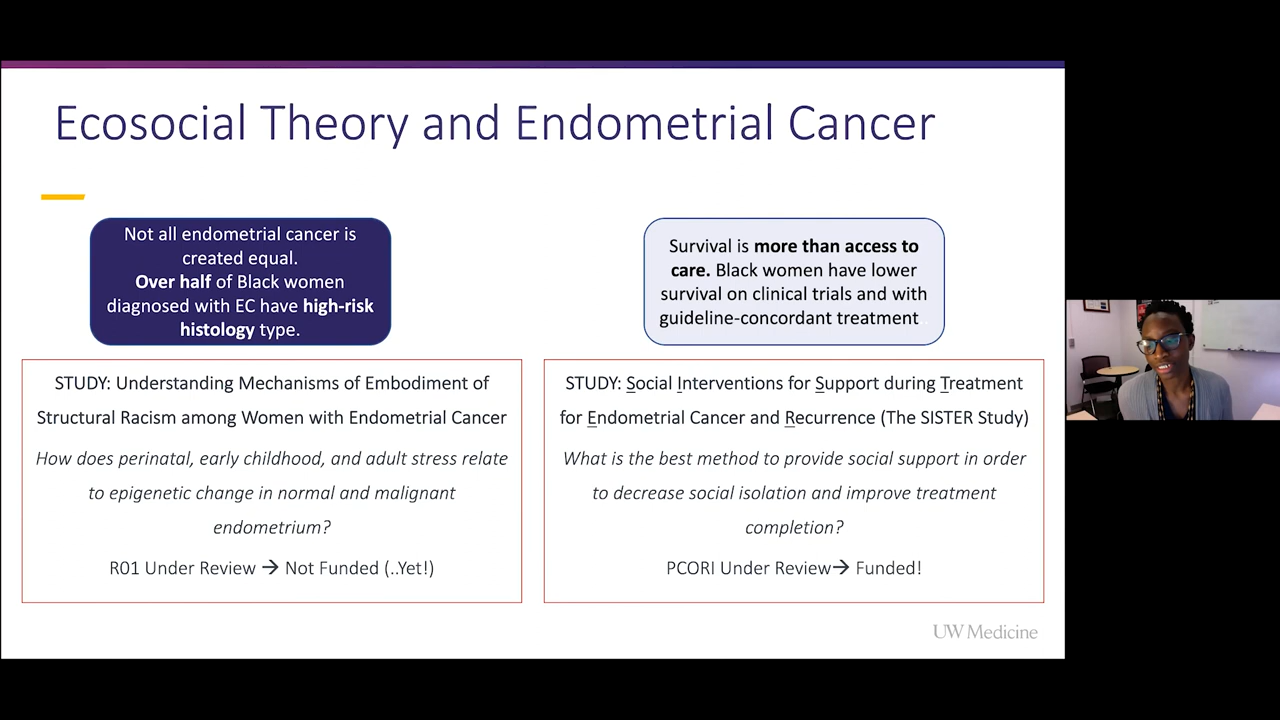 Ecosocial Theory and Endometrial Cancer
Not all endometrial cancer is
created equal.
Over half of Black women
diagnosed with EC have high-risk
histology type.
STUDY: Understanding Mechanisms of Embodiment of
Structural Racism among Women with Endometrial Cancer
How does perinatal, early childhood, and adult stress relate
to epigenetic change in normal and malignant
endometrium?
R01 Under Review → Not Funded (..Yet!)
Survival is more than access to
care. Black women have lower
survival on clinical trials and with
guideline-concordant treatment
STUDY: Social Interventions for Support during Treatment
for Endometrial Cancer and Recurrence (The SISTER Study)
What is the best method to provide social support in order
to decrease social isolation and improve treatment
completion?
PCORI Under Review→ Funded!
UW Medicine